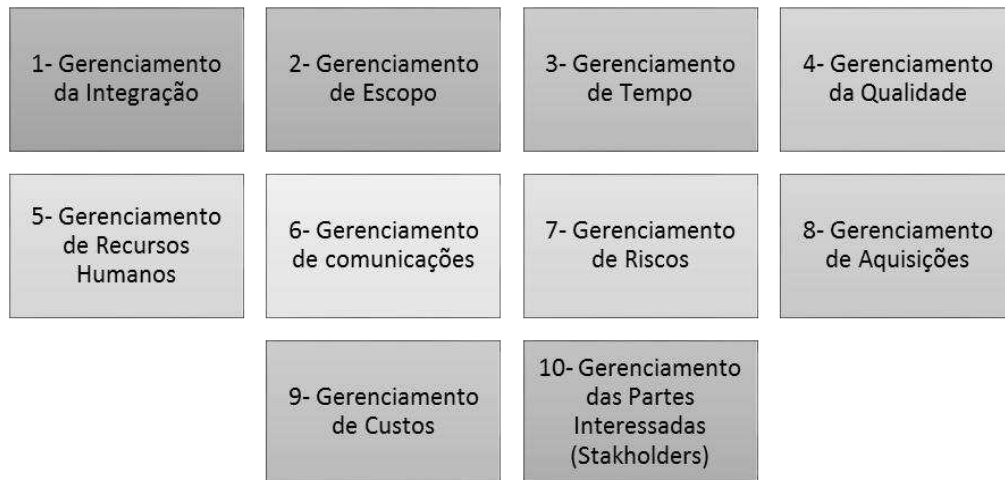 1- Gerenciamento
da Integração
2- Gerenciamento
de Escopo
3- Gerenciamento
de Tempo
4- Gerenciamento
da Qualidade
5- Gerenciamento
de Recursos
Humanos
6- Gerenciamento
de comunicações
7- Gerenciamento
de Riscos
8- Gerenciamento
de Aquisições
9- Gerenciamento
de Custos
10- Gerenciamento
das Partes
Interessadas
(Stakholders)